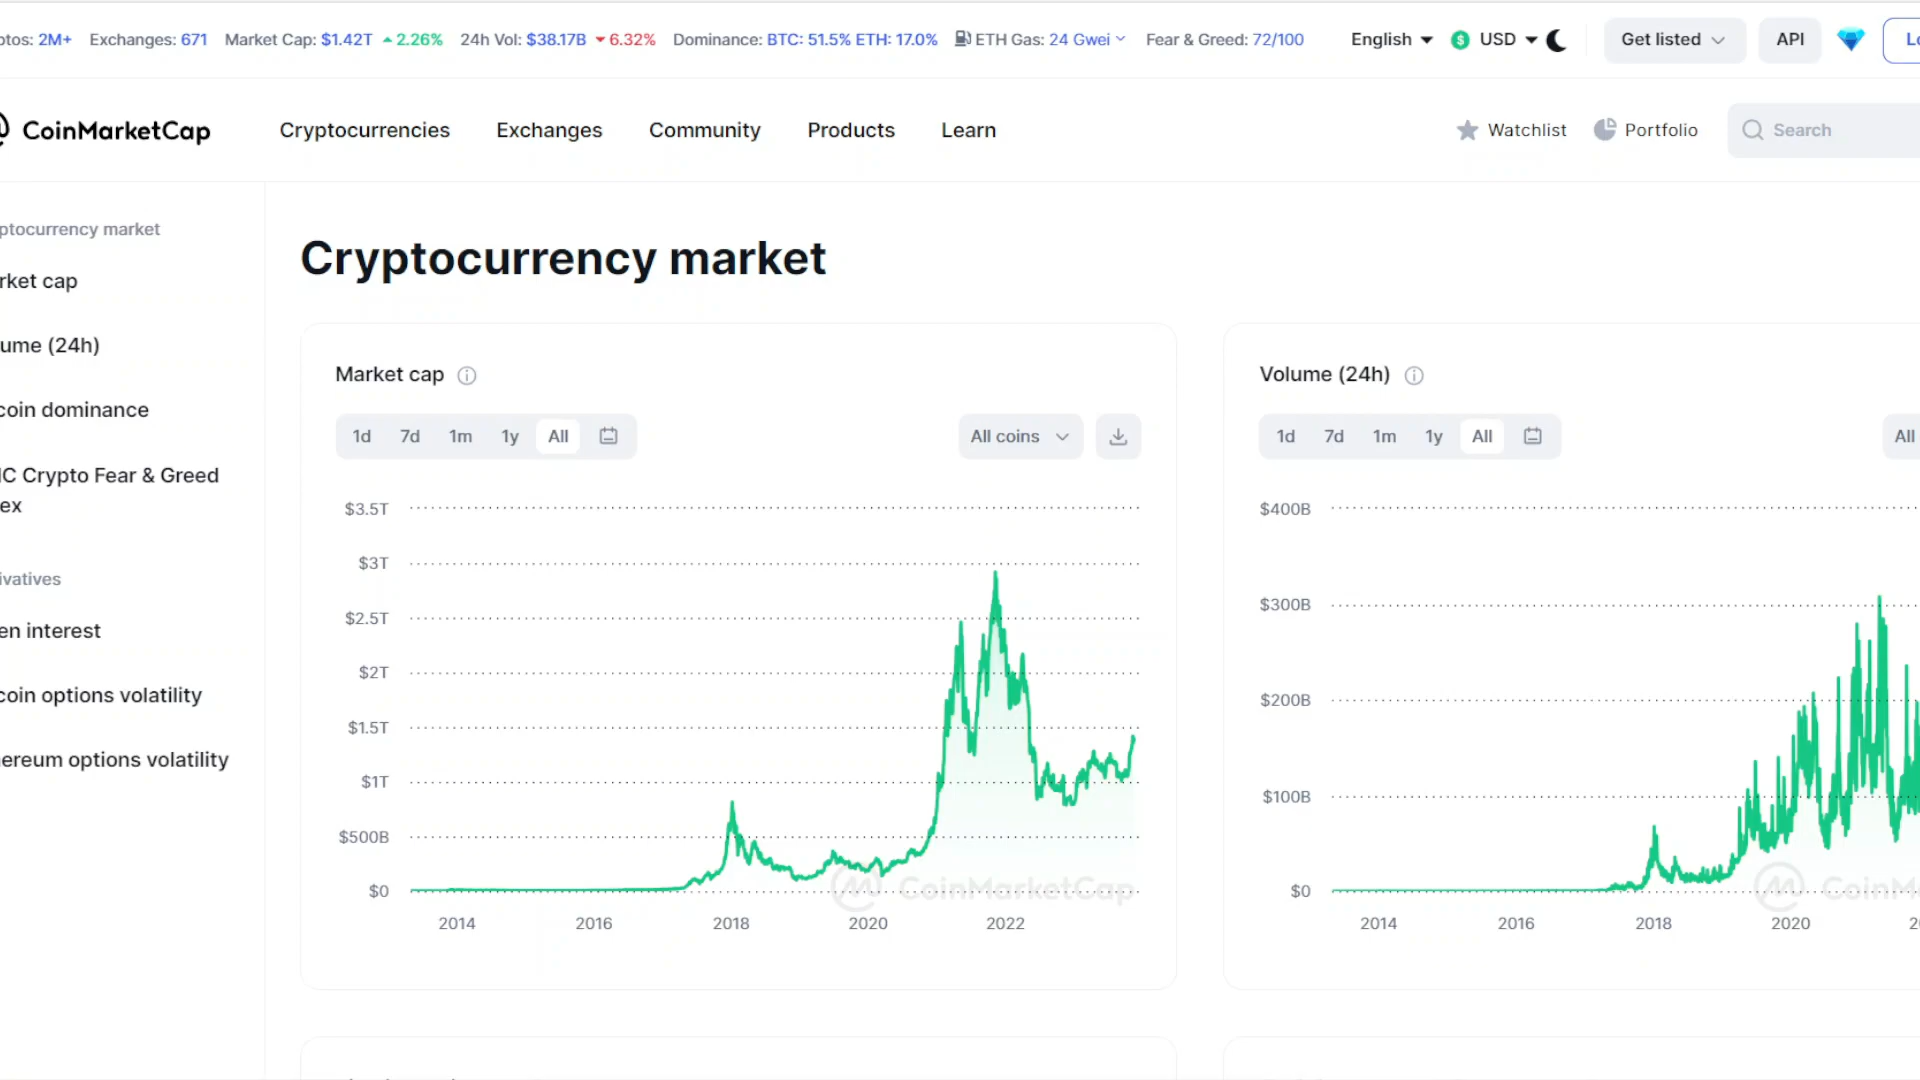 ptos: 2M+ Exchanges: 671 Market Cap: $1.42T 2.26% 24h Vol: $38.17B 6.32% Dominance: BTC: 51.5% ETH: 17.0% ETH Gas: 24 Gwei Fear & Greed: 72/100 English USD Get listed API Lo
CoinMarketCap Cryptocurrencies Exchanges Community Products Learn Watchlist Portfolio Search
ptocurrency market
rket cap
ume (24h)
coin dominance
C Crypto Fear & Greed
ex
ivatives
en interest
coin options volatility
ereum options volatility
Cryptocurrency market
Market cap
1d 7d 1m 1y All All coins
$3.5T
$3T
$2.5T
$2T
$1.5T
$1T
$500B
$0
CoinMarketCap
2014 2016 2018 2020 2022
Volume (24h)
1d 7d 1m 1y All All
$400B
$300B
$200B
$100B
$0
CoinM
2014 2016 2018 2020 2